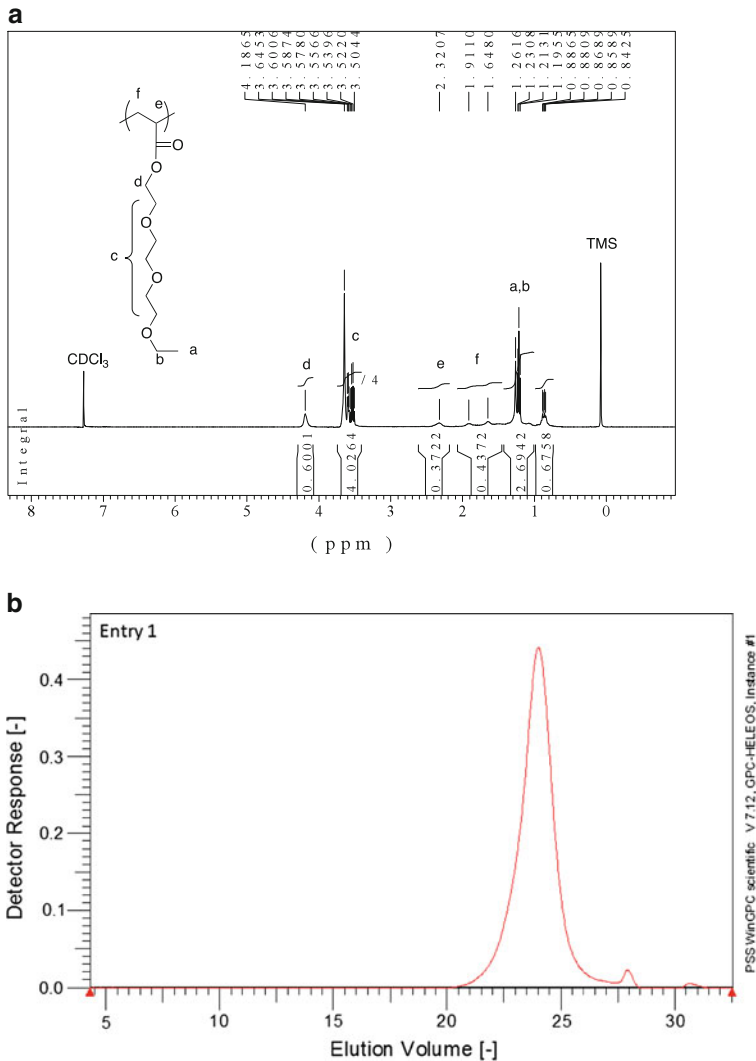 a
4.1865
3.6453
3.6006
3.5874
3.5780
3.5566
3.5396
3.5220
3.5044
2.3207
1.9110
1.6480
1.2616
1.2308
1.2131
1.1955
0.8865
0.8809
0.8689
0.8589
0.8425
f
e
O
O
d
O
c
O
O
b
a
CDCl3
d
c
/ 4
e
f
a,b
TMS
Integral
0.6001
4.0264
0.3722
0.4372
2.6942
0.6758
8 7 6 5 4 3 2 1 0
( ppm )
b
Entry 1
Detector Response [-]
0.4
0.3
0.2
0.1
0.0
5 10 15 20 25 30
Elution Volume [-]
PSS WinGPC scientific V 7.12, GPC-HELEOS, Instance #1